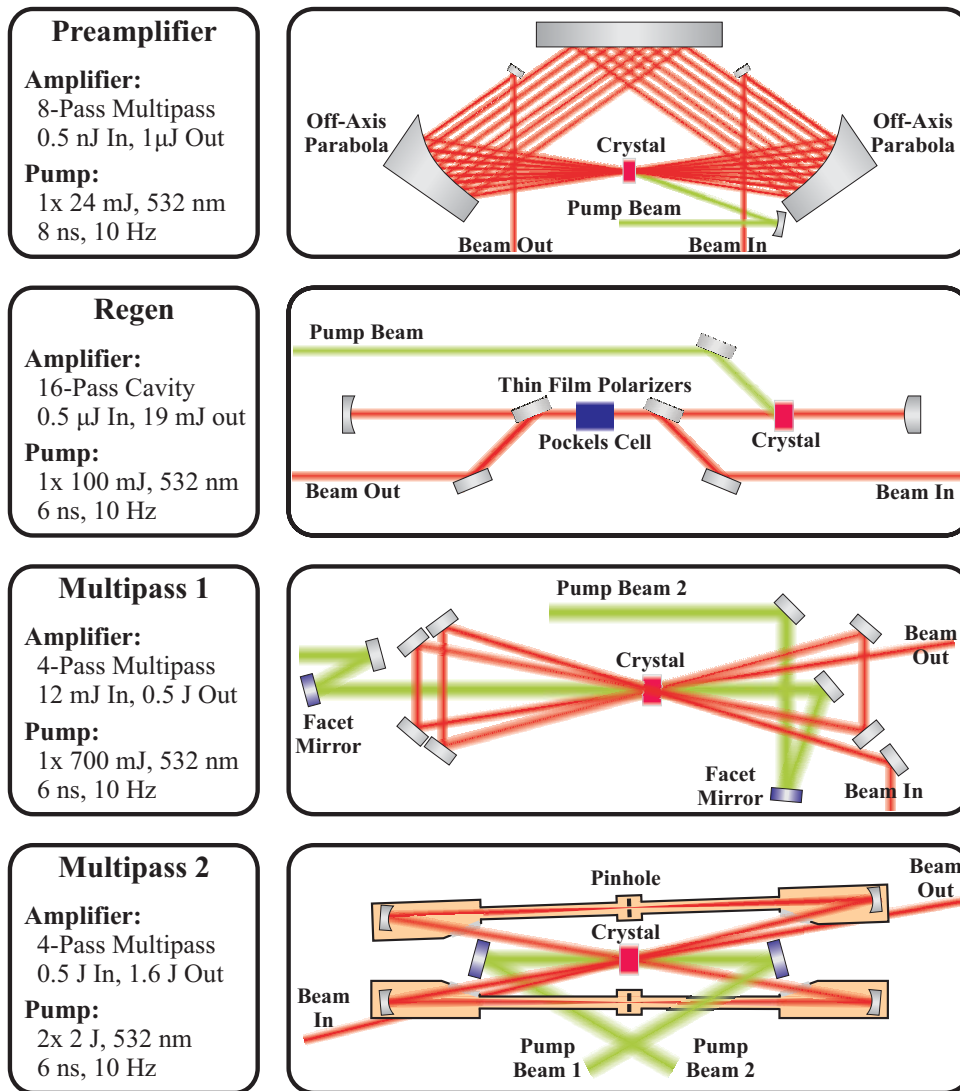 Preamplifier
Amplifier:
8-Pass Multipass
0.5 nJ In, 1μJ Out
Pump:
1x 24 mJ, 532 nm
8 ns, 10 Hz
Off-Axis
Parabola
Crystal
Off-Axis
Parabola
Pump Beam
Beam Out
Beam In
Regen
Amplifier:
16-Pass Cavity
0.5 μJ In, 19 mJ out
Pump:
1x 100 mJ, 532 nm
6 ns, 10 Hz
Pump Beam
Thin Film Polarizers
Pockels Cell
Crystal
Beam Out
Beam In
Multipass 1
Amplifier:
4-Pass Multipass
12 mJ In, 0.5 J Out
Pump:
1x 700 mJ, 532 nm
6 ns, 10 Hz
Pump Beam 2
Beam
Out
Crystal
Facet
Mirror
Facet
Mirror
Beam In
Multipass 2
Amplifier:
4-Pass Multipass
0.5 J In, 1.6 J Out
Pump:
2x 2 J, 532 nm
6 ns, 10 Hz
Beam
Out
Pinhole
Crystal
Beam
In
Pump
Beam 1
Pump
Beam 2